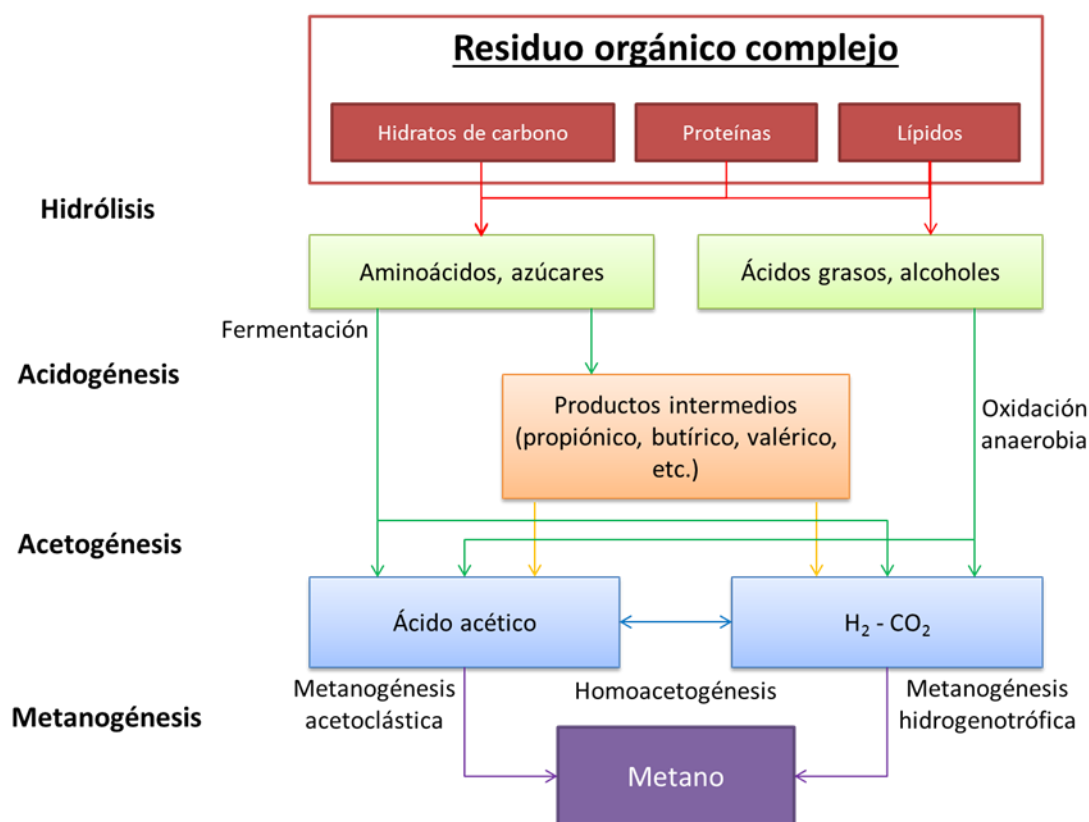 Residuo orgánico complejo
Hidratos de carbono
Proteínas
Lípidos
Hidrólisis
Aminoácidos, azúcares
Ácidos grasos, alcoholes
Fermentación
Acidogénesis
Productos intermedios
(propiónico, butírico, valérico,
etc.)
Oxidación
anaerobia
Acetogénesis
Ácido acético
H₂ - CO₂
Metanogénesis
acetoclástica
Homoacetogénesis
Metanogénesis
hidrogenotrófica
Metanogénesis
Metano